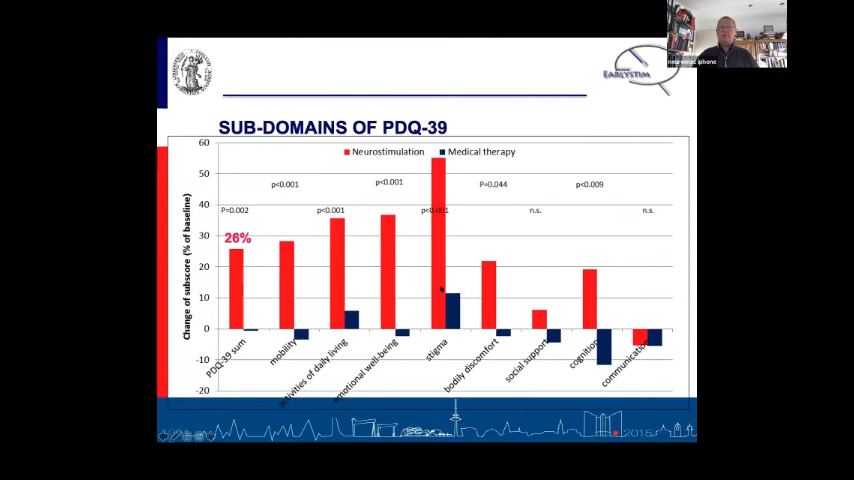 neuromac iphone
EARLYSTIM
SUB-DOMAINS OF PDQ-39
Neurostimulation
Medical therapy
Change of subscore (% of baseline)
60
50
40
30
20
10
0
-10
-20
P=0.002
p<0.001
p<0.001
p<0.001
p<0.001
P=0.044
n.s.
p<0.009
n.s.
26%
PDQ-39 sum
mobility
activities of daily living
emotional well-being
stigma
bodily discomfort
social support
cognition
communication
2015